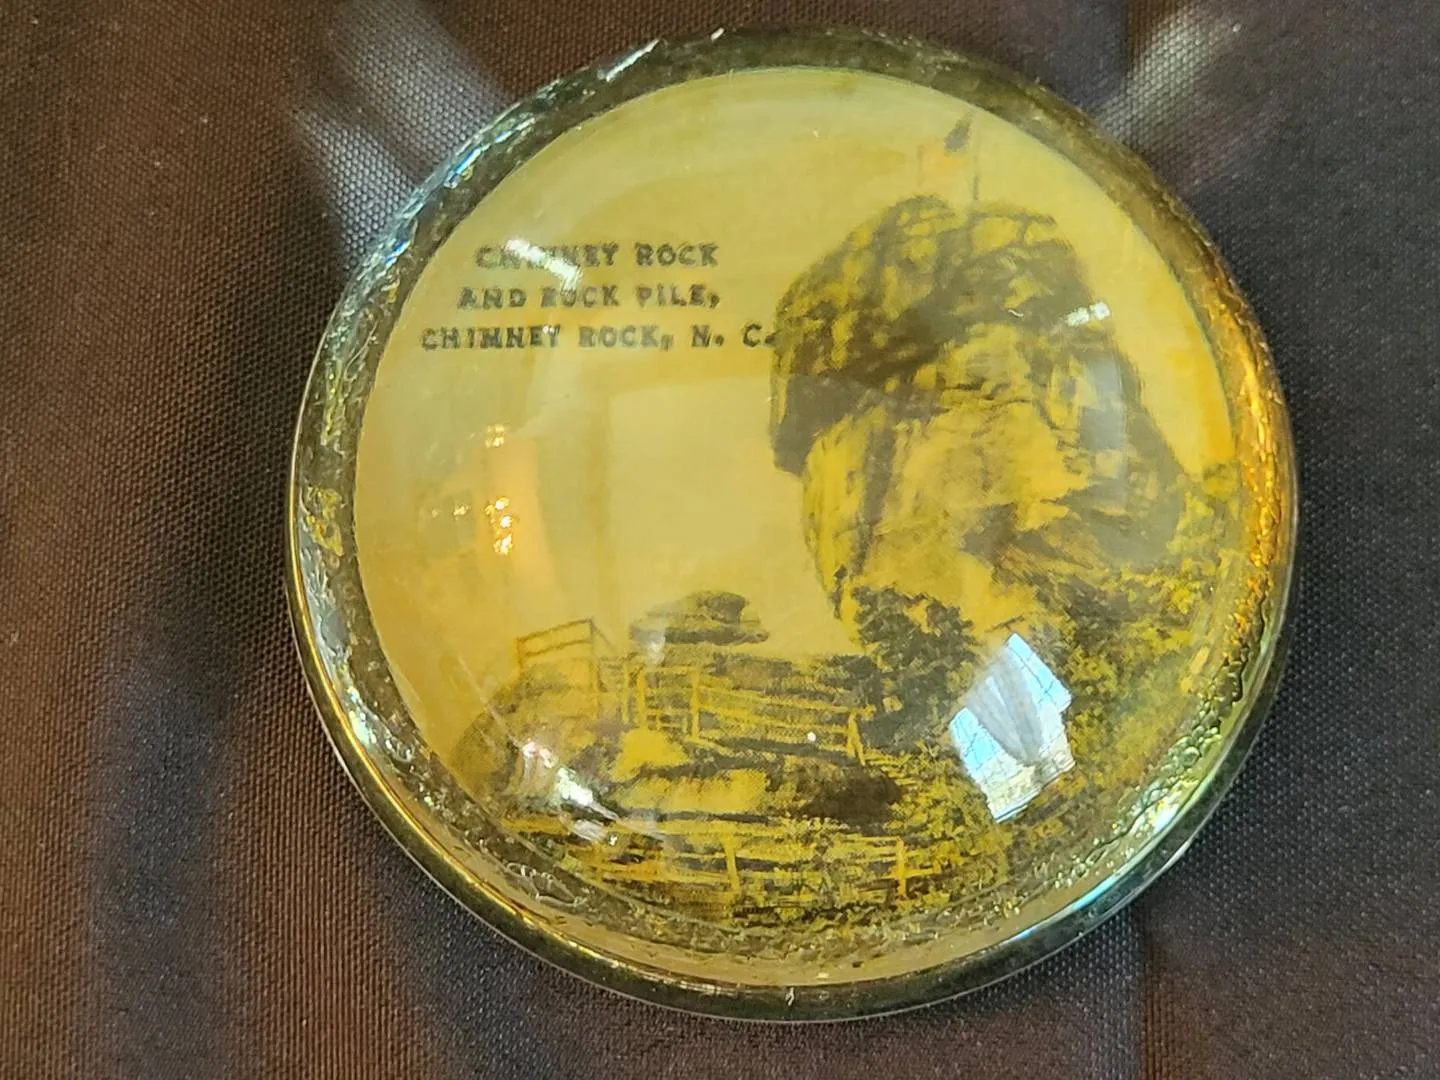 CHIMNEY ROCK
AND ROCK PILE,
CHIMNEY ROCK, N. C.